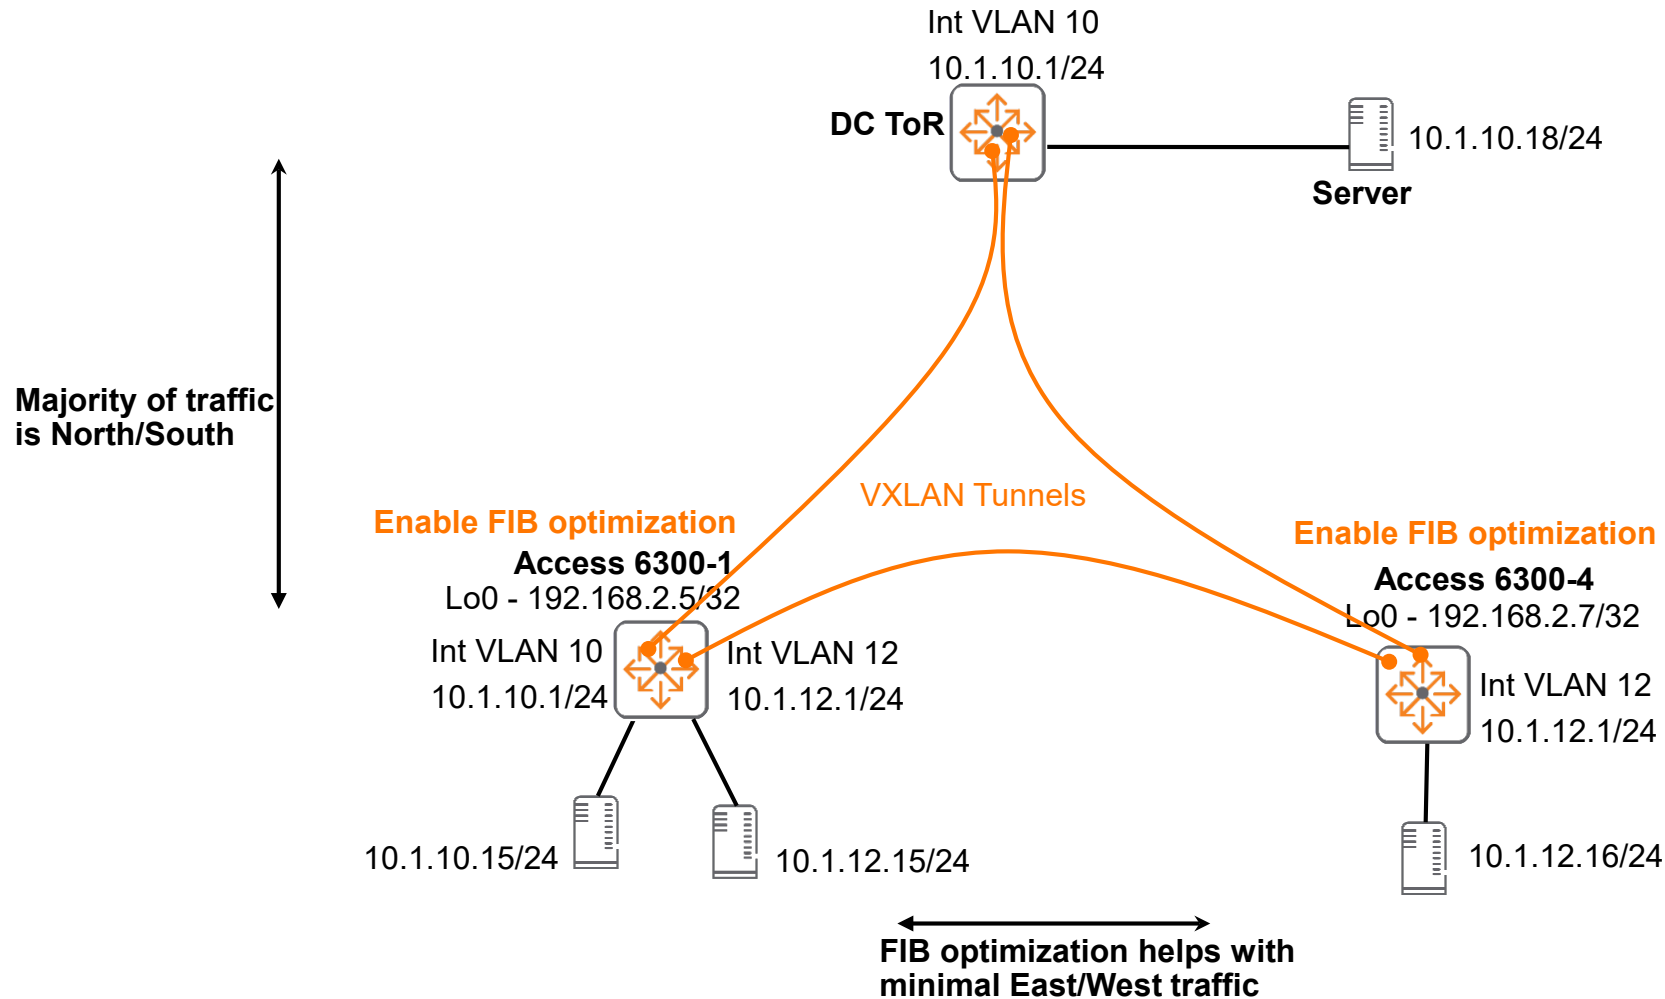 Int VLAN 10
10.1.10.1/24
DC ToR
10.1.10.18/24
Server
Majority of traffic
is North/South
VXLAN Tunnels
Enable FIB optimization
Access 6300-1
Lo0 - 192.168.2.5/32
Int VLAN 10
10.1.10.1/24
Int VLAN 12
10.1.12.1/24
Enable FIB optimization
Access 6300-4
Lo0 - 192.168.2.7/32
Int VLAN 12
10.1.12.1/24
10.1.10.15/24
10.1.12.15/24
10.1.12.16/24
FIB optimization helps with
minimal East/West traffic